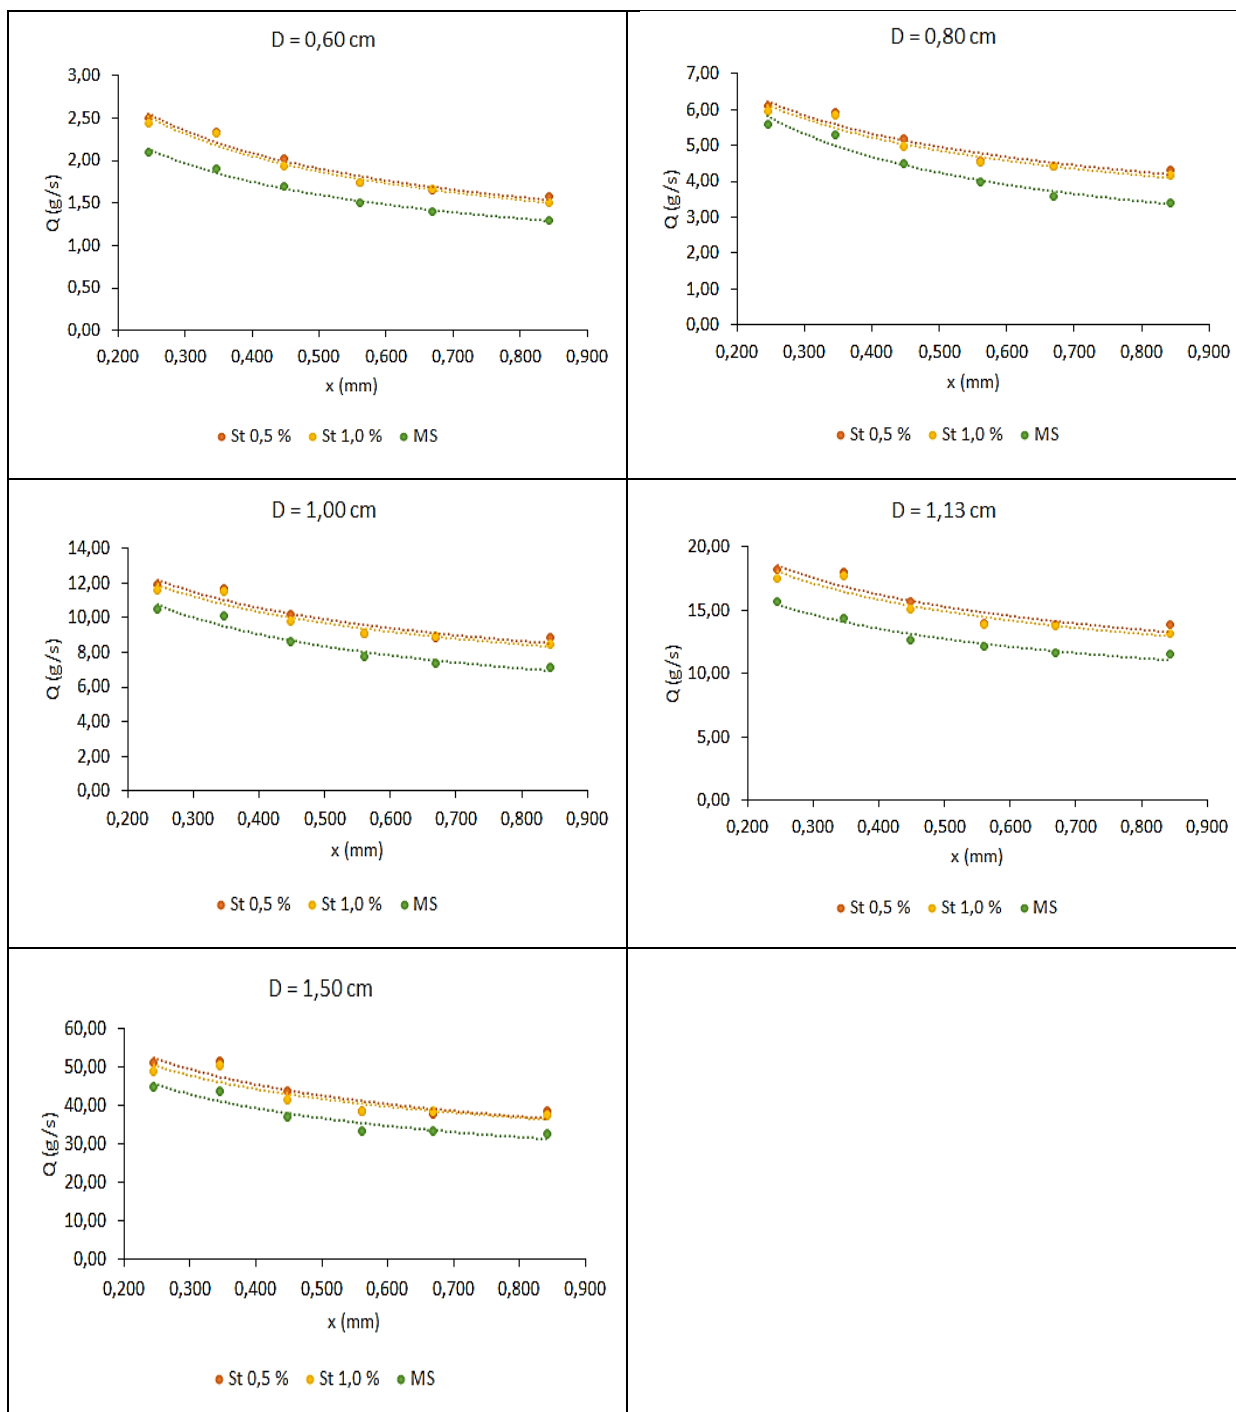 D = 0,60 cm
3,00
2,50
2,00
1,50
1,00
0,50
0,00
Q (g/s)
0,200 0,300 0,400 0,500 0,600 0,700 0,800 0,900
x (mm)
St 0,5 % St 1,0 % MS
D = 0,80 cm
7,00
6,00
5,00
4,00
3,00
2,00
1,00
0,00
Q (g/s)
0,200 0,300 0,400 0,500 0,600 0,700 0,800 0,900
x (mm)
St 0,5 % St 1,0 % MS
D = 1,00 cm
14,00
12,00
10,00
8,00
6,00
4,00
2,00
0,00
Q (g/s)
0,200 0,300 0,400 0,500 0,600 0,700 0,800 0,900
x (mm)
St 0,5 % St 1,0 % MS
D = 1,13 cm
20,00
15,00
10,00
5,00
0,00
Q (g/s)
0,200 0,300 0,400 0,500 0,600 0,700 0,800 0,900
x (mm)
St 0,5 % St 1,0 % MS
D = 1,50 cm
60,00
50,00
40,00
30,00
20,00
10,00
0,00
Q (g/s)
0,200 0,300 0,400 0,500 0,600 0,700 0,800 0,900
x (mm)
St 0,5 % St 1,0 % MS